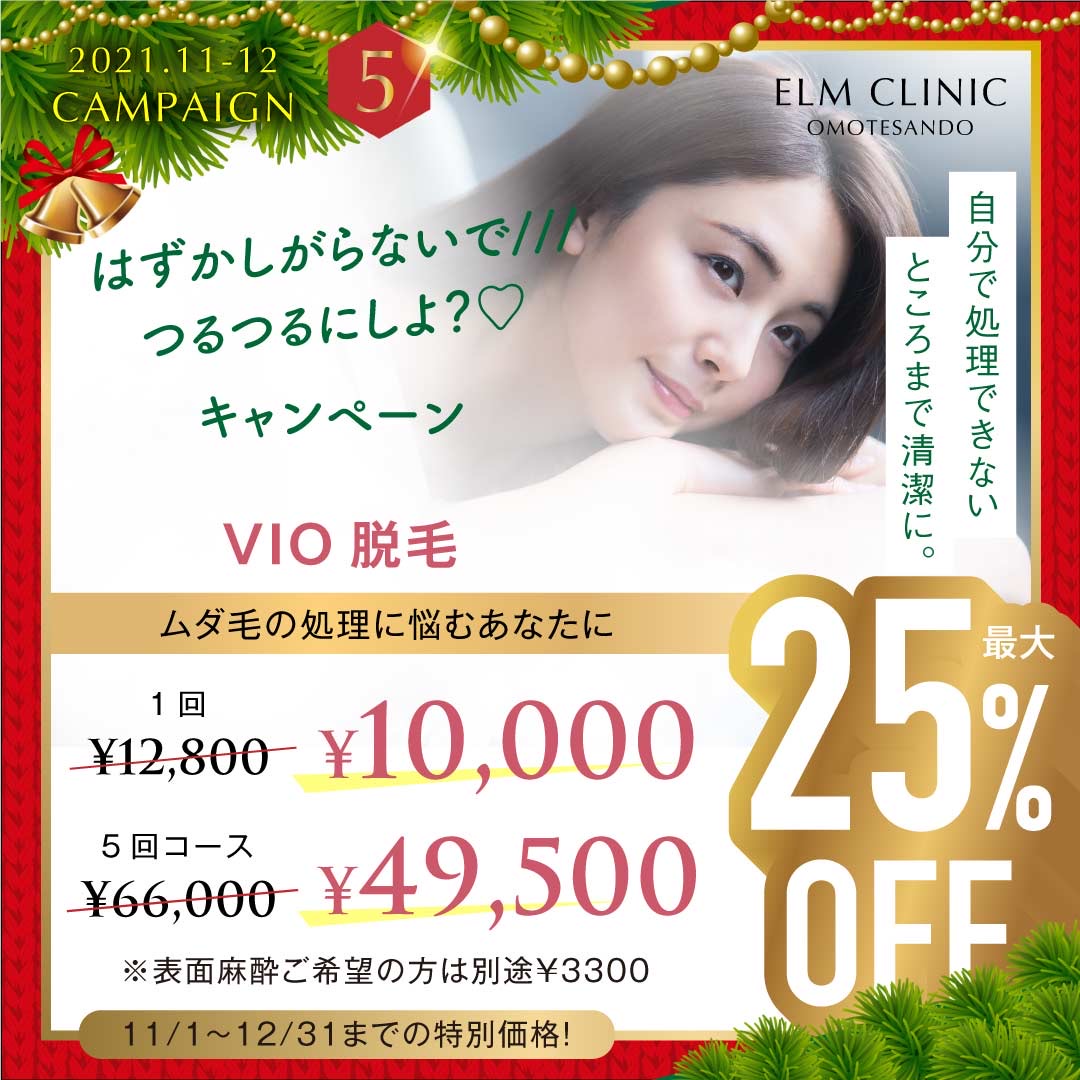 2021.11-12
CAMPAIGN
5
ELM CLINIC
OMOTESANDO
はずかしがらないで///
つるつるにしよ?♡
キャンペーン
自分で処理できない
ところまで清潔に。
VIO 脱毛
ムダ毛の処理に悩むあなたに
1回
¥12,800
¥10,000
5回コース
¥66,000
¥49,500
最大
25%
OFF
※表面麻酔ご希望の方は別途¥3300
11/1~12/31までの特別価格!